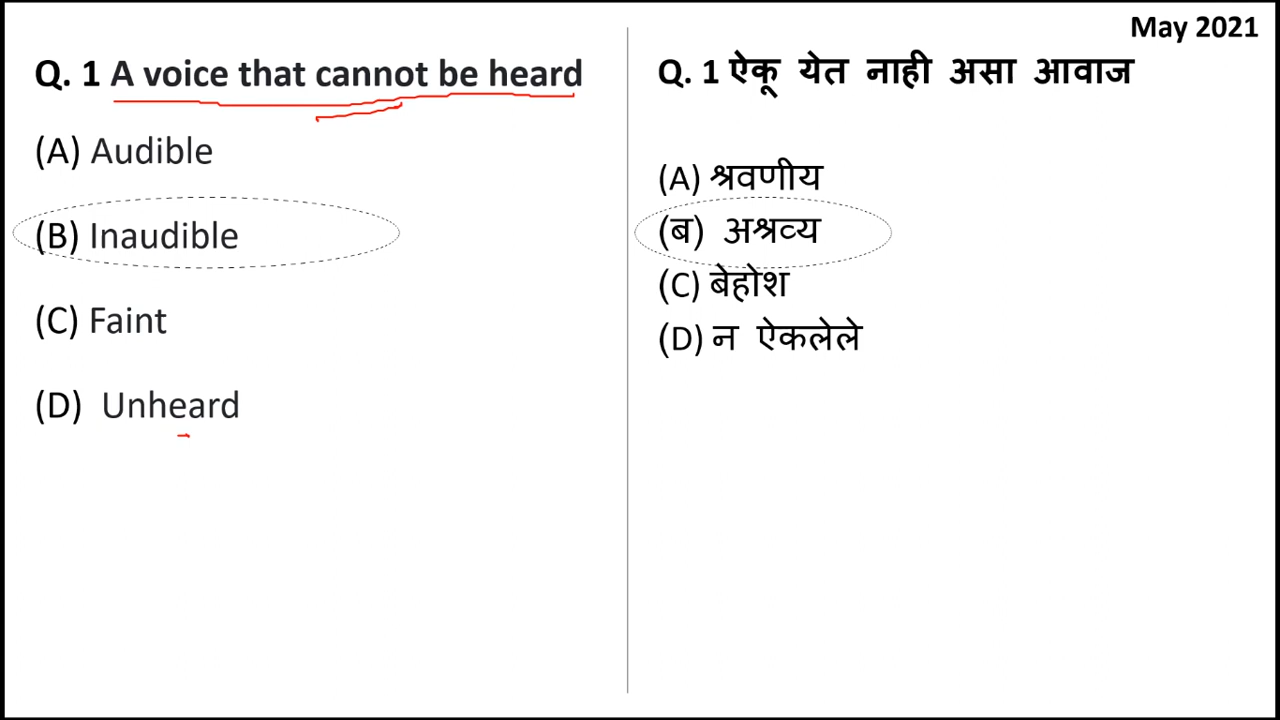 May 2021
Q. 1 A voice that cannot be heard
(A) Audible
(B) Inaudible
(C) Faint
(D) Unheard
Q. 1 ऐकू येत नाही असा आवाज
(A) श्रवणीय
(ब) अश्रव्य
(C) बेहोश
(D) न ऐकलेले